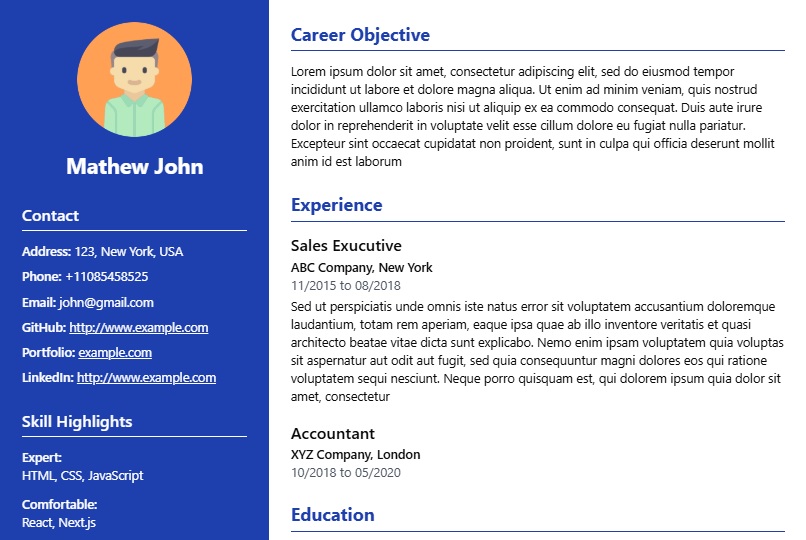 Mathew John
Contact
Address: 123, New York, USA
Phone: +11085458525
Email: john@gmail.com
GitHub: http://www.example.com
Portfolio: example.com
LinkedIn: http://www.example.com
Skill Highlights
Expert:
HTML, CSS, JavaScript
Comfortable:
React, Next.js
Career Objective
Lorem ipsum dolor sit amet, consectetur adipiscing elit, sed do eiusmod tempor
incididunt ut labore et dolore magna aliqua. Ut enim ad minim veniam, quis nostrud
exercitation ullamco laboris nisi ut aliquip ex ea commodo consequat. Duis aute irure
dolor in reprehenderit in voluptate velit esse cillum dolore eu fugiat nulla pariatur.
Excepteur sint occaecat cupidatat non proident, sunt in culpa qui officia deserunt mollit
anim id est laborum
Experience
Sales Exucutive
ABC Company, New York
11/2015 to 08/2018
Sed ut perspiciatis unde omnis iste natus error sit voluptatem accusantium doloremque
laudantium, totam rem aperiam, eaque ipsa quae ab illo inventore veritatis et quasi
architecto beatae vitae dicta sunt explicabo. Nemo enim ipsam voluptatem quia voluptas
sit aspernatur aut odit aut fugit, sed quia consequuntur magni dolores eos qui ratione
voluptatem sequi nesciunt. Neque porro quisquam est, qui dolorem ipsum quia dolor sit
amet, consectetur
Accountant
XYZ Company, London
10/2018 to 05/2020
Education